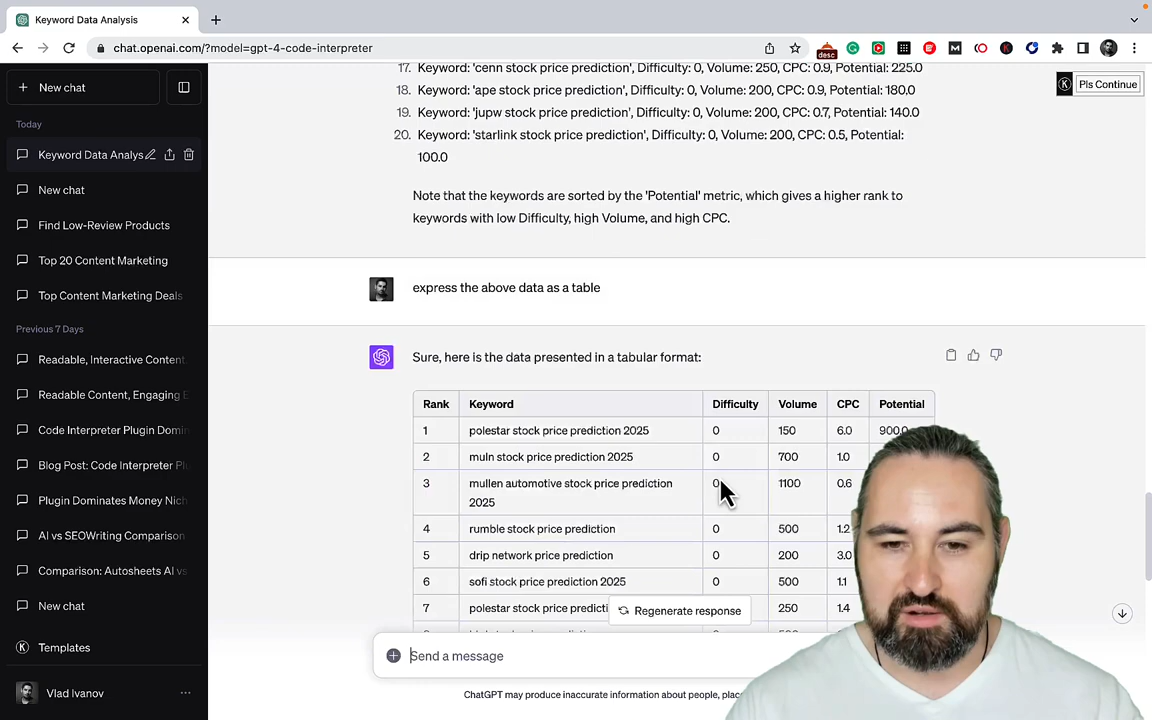 Keyword Data Analysis
chat.openai.com/?model=gpt-4-code-interpreter
desc
New chat
Today
Keyword Data Analys
New chat
Find Low-Review Products
Top 20 Content Marketing
Top Content Marketing Deals
Previous 7 Days
Readable, Interactive Content
Readable Content, Engaging E
Code Interpreter Plugin Domin
Blog Post: Code Interpreter Plu
Plugin Dominates Money Nich
AI vs SEOWriting Comparison
Comparison: Autosheets AI vs
New chat
Templates
Vlad Ivanov
Pls Continue
17. Keyword: 'cenn stock price prediction', Difficulty: 0, Volume: 250, CPC: 0.9, Potential: 225.0
18. Keyword: 'ape stock price prediction', Difficulty: 0, Volume: 200, CPC: 0.9, Potential: 180.0
19. Keyword: 'jupw stock price prediction', Difficulty: 0, Volume: 200, CPC: 0.7, Potential: 140.0
20. Keyword: 'starlink stock price prediction', Difficulty: 0, Volume: 200, CPC: 0.5, Potential:
100.0
Note that the keywords are sorted by the 'Potential' metric, which gives a higher rank to
keywords with low Difficulty, high Volume, and high CPC.
express the above data as a table
Sure, here is the data presented in a tabular format:
Rank Keyword Difficulty Volume CPC Potential
1 polestar stock price prediction 2025 0 150 6.0 900.0
2 muln stock price prediction 2025 0 700 1.0
3 mullen automotive stock price prediction 0 1100 0.6
2025
4 rumble stock price prediction 0 500 1.2
5 drip network price prediction 0 200 3.0
6 sofi stock price prediction 2025 0 500 1.1
7 polestar stock price predicti 250 1.4
Regenerate response
Send a message
ChatGPT may produce inaccurate information about people, plac